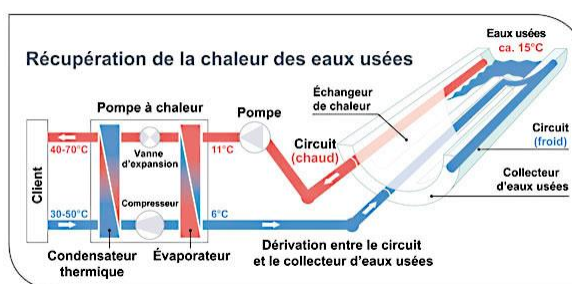 Récupération de la chaleur des eaux usées
Eaux usées
ca. 15°C
Échangeur
de chaleur
Pompe à chaleur
Pompe
Circuit
(chaud)
Circuit
(froid)
Collecteur
d'eaux usées
40-70°C
Vanne
d'expansion
11°C
Client
Compresseur
30-50°C
6°C
Condensateur
thermique
Évaporateur
Dérivation entre le circuit
et le collecteur d'eaux usées